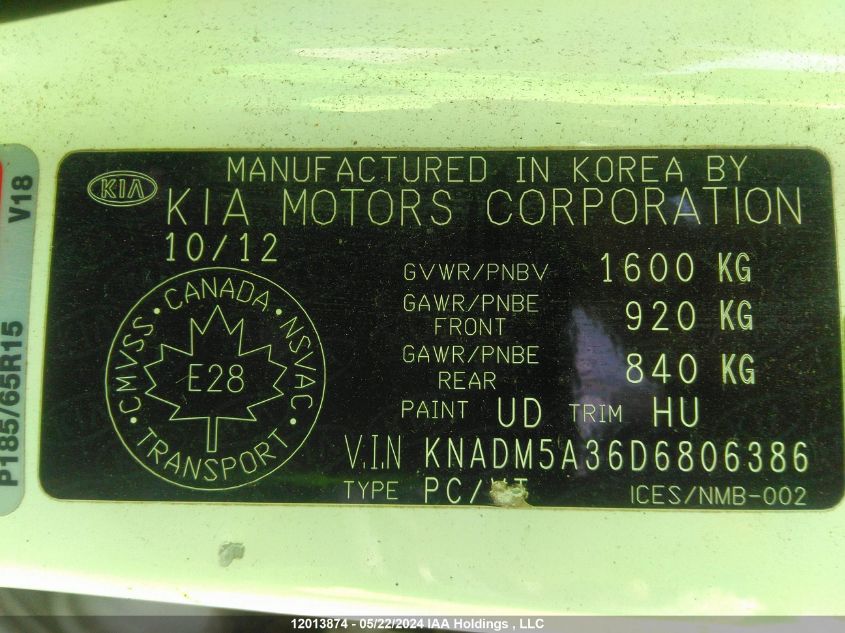 V18
P185/65R15
KIA
MANUFACTURED IN KOREA BY
KIA MOTORS CORPORATION
10/12
GVWR/PNBV 1600 KG
GAWR/PNBE FRONT 920 KG
GAWR/PNBE REAR 840 KG
PAINT UD TRIM HU
V.I.N KNADM5A36D6806386
TYPE PC/
ICES/NMB-002
CMVSS • CANADA • NSVAC • TRANSPORT •
E28
12013874 - 05/22/2024 IAA Holdings , LLC